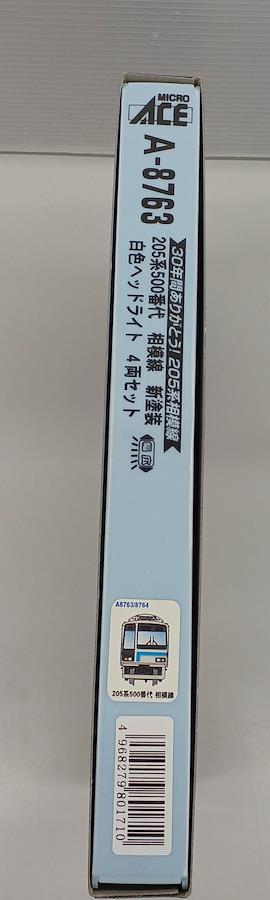 MICRO
ACE
A-8763
30年間ありがとう!205系相模線
205系500番代 相模線 新塗装
白色ヘッドライト 4両セット
A8763/8764
205系500番代 相模線
4 968279 801710